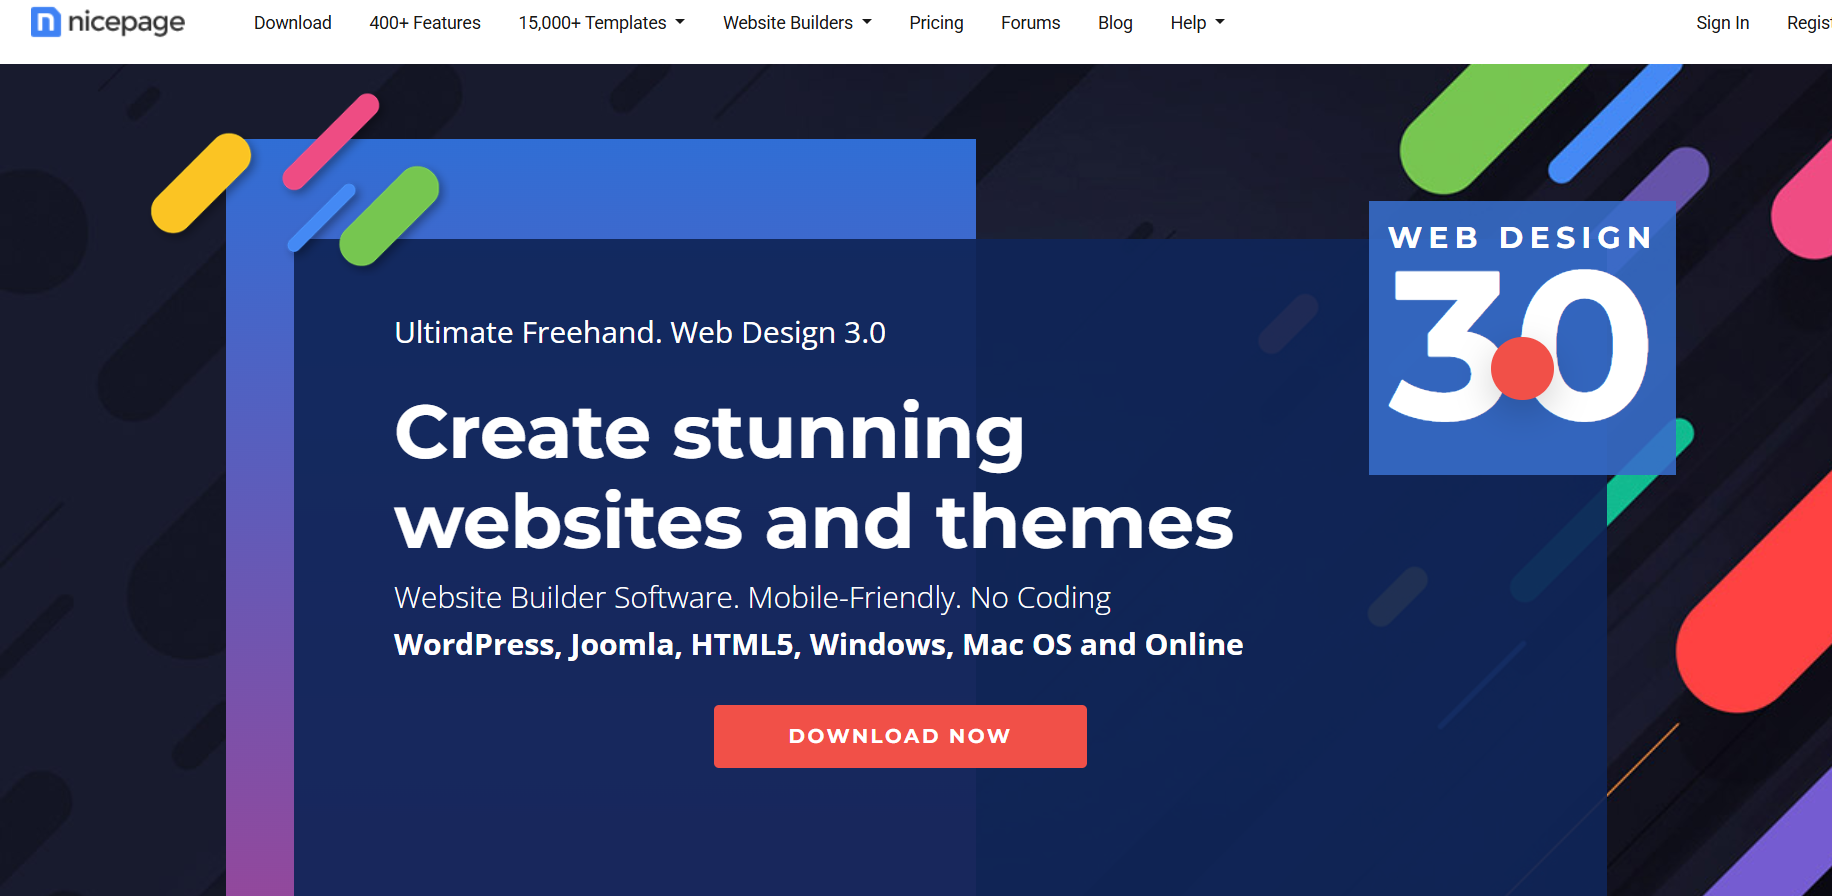 nicepage
Download 400+ Features 15,000+ Templates Website Builders Pricing Forums Blog Help Sign In
WEB DESIGN
3.0
Ultimate Freehand. Web Design 3.0
Create stunning
websites and themes
Website Builder Software. Mobile-Friendly. No Coding
WordPress, Joomla, HTML5, Windows, Mac OS and Online
DOWNLOAD NOW